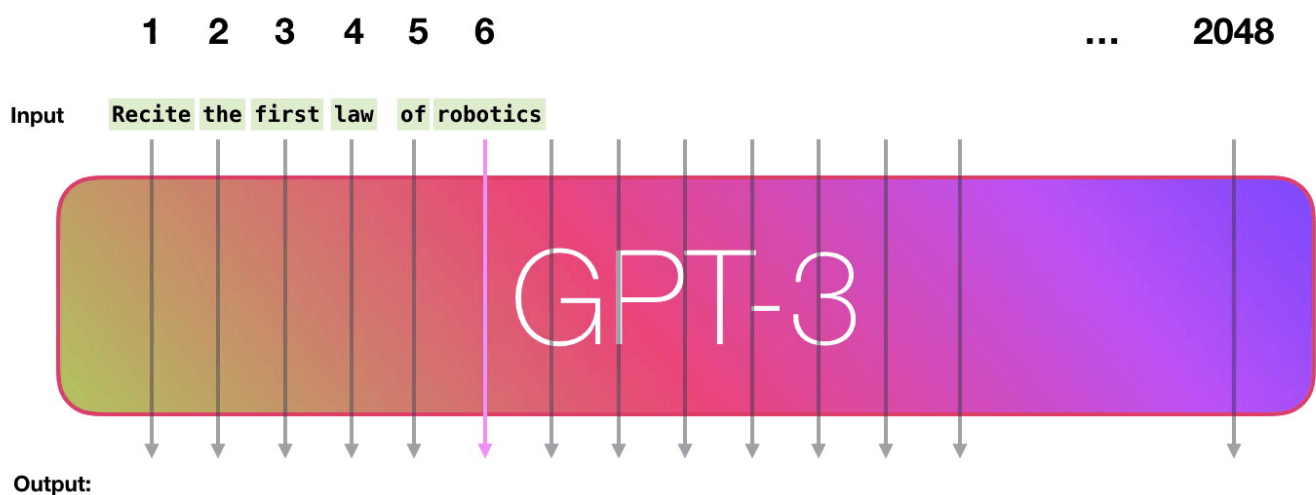 1 2 3 4 5 6 ... 2048
Input Recite the first law of robotics
GPT-3
Output: